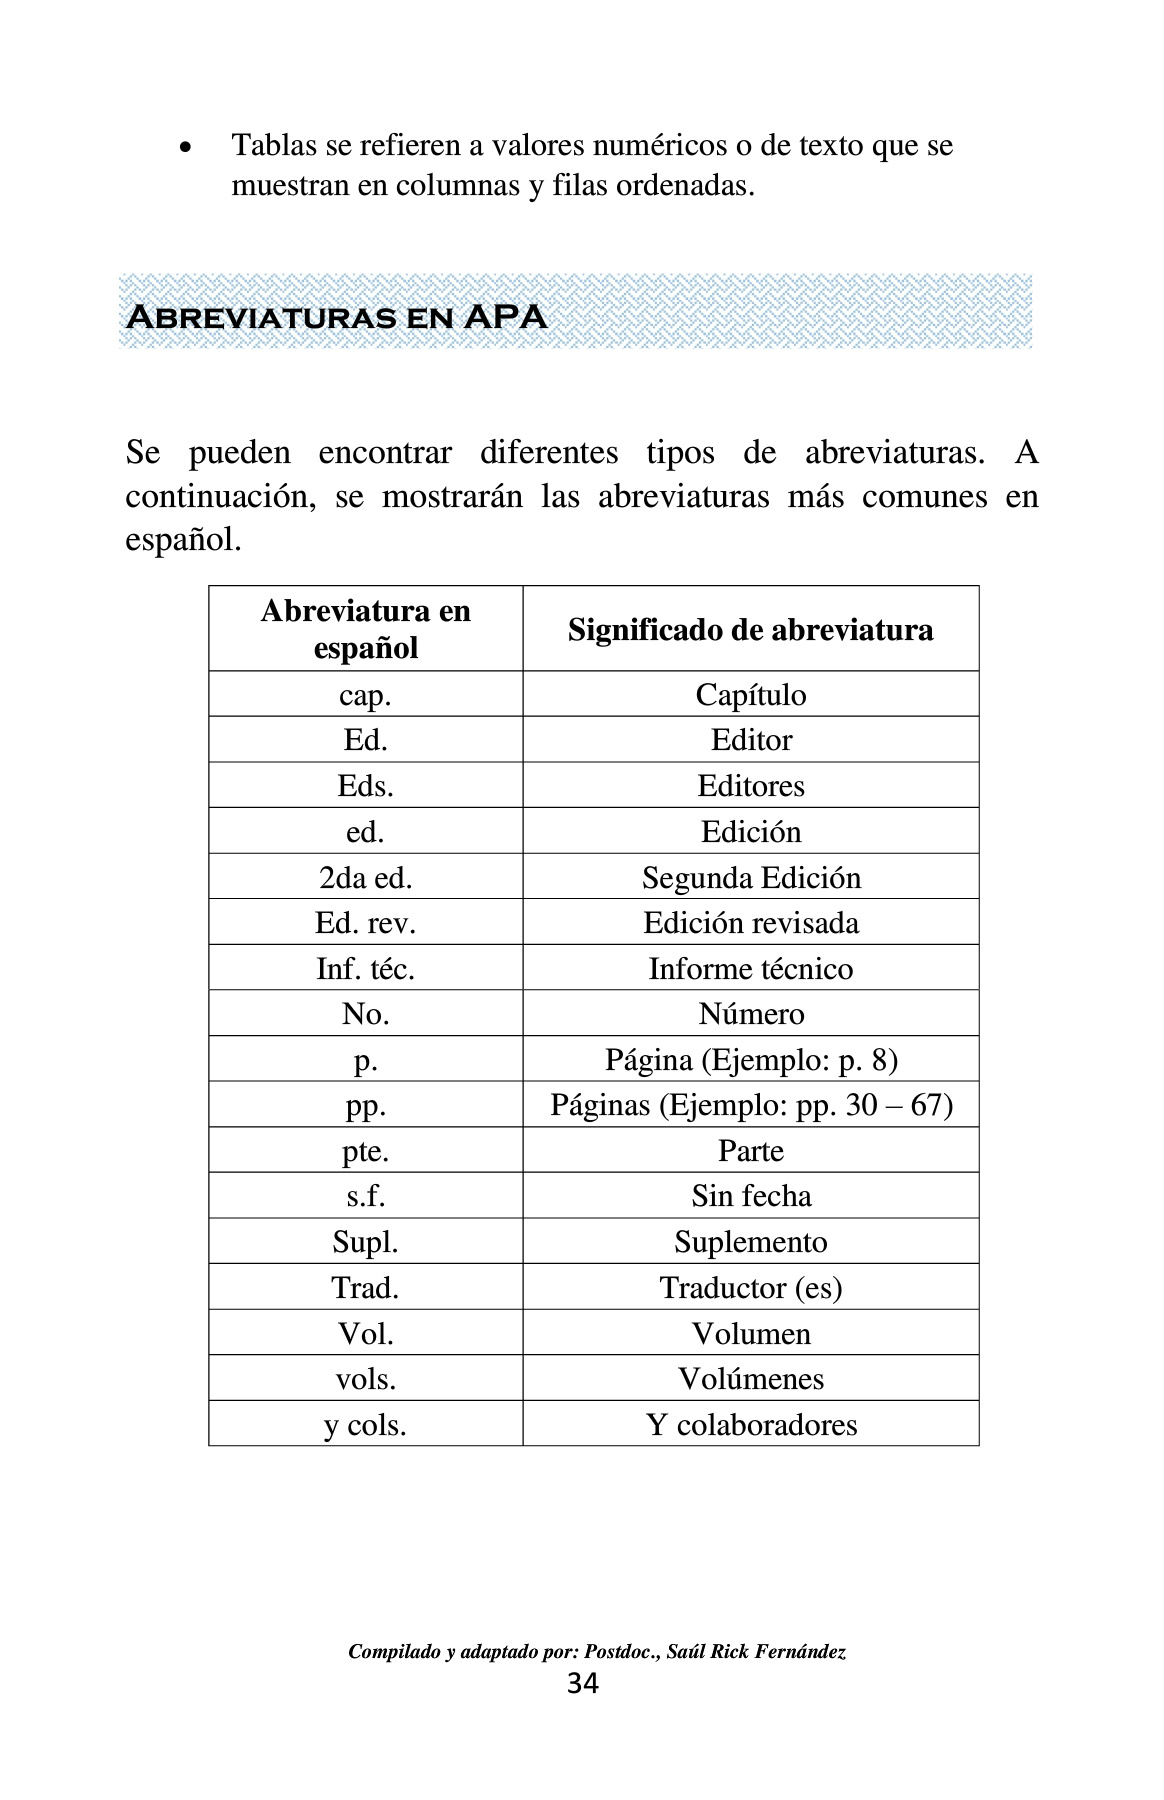 • Tablas se refieren a valores numéricos o de texto que se
muestran en columnas y filas ordenadas.
ABREVIATURAS EN APA
Se pueden encontrar diferentes tipos de abreviaturas. A
continuación, se mostrarán las abreviaturas más comunes en
español.
Abreviatura en
español
Significado de abreviatura
cap. Capítulo
Ed. Editor
Eds. Editores
ed. Edición
2da ed. Segunda Edición
Ed. rev. Edición revisada
Inf. téc. Informe técnico
No. Número
p. Página (Ejemplo: p. 8)
pp. Páginas (Ejemplo: pp. 30 – 67)
pte. Parte
s.f. Sin fecha
Supl. Suplemento
Trad. Traductor (es)
Vol. Volumen
vols. Volúmenes
y cols. Y colaboradores
Compilado y adaptado por: Postdoc., Saúl Rick Fernández
34